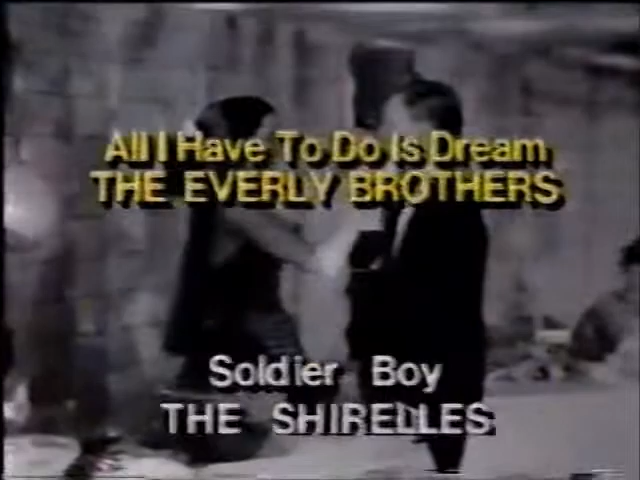 All I Have To Do Is Dream
THE EVERLY BROTHERS
Soldier Boy
THE SHIRELLES